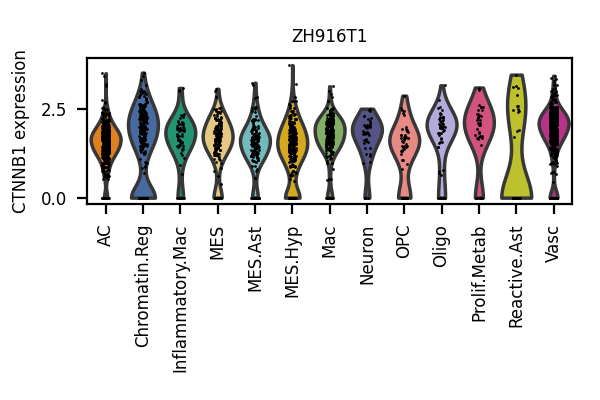 ZH916T1
CTNNB1 expression
2.5
0.0
AC
Chromatin.Reg
Inflammatory.Mac
MES
MES.Ast
MES.Hyp
Mac
Neuron
OPC
Oligo
Prolif.Metab
Reactive.Ast
Vasc